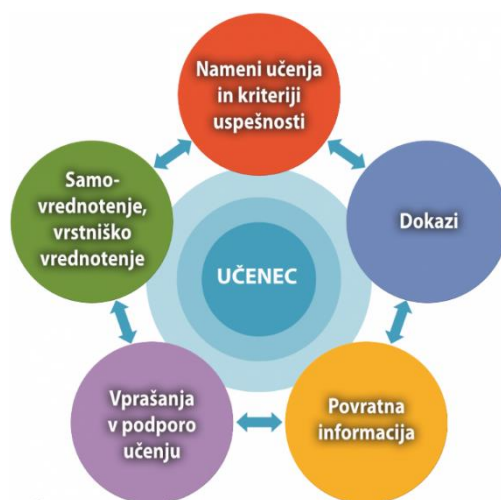 Nameni učenja
in kriteriji
uspešnosti
Samo-
vrednotenje,
vrstniško
vrednotenje
Dokazi
UČENEC
Vprašanja
v podporo
učenju
Povratna
informacija